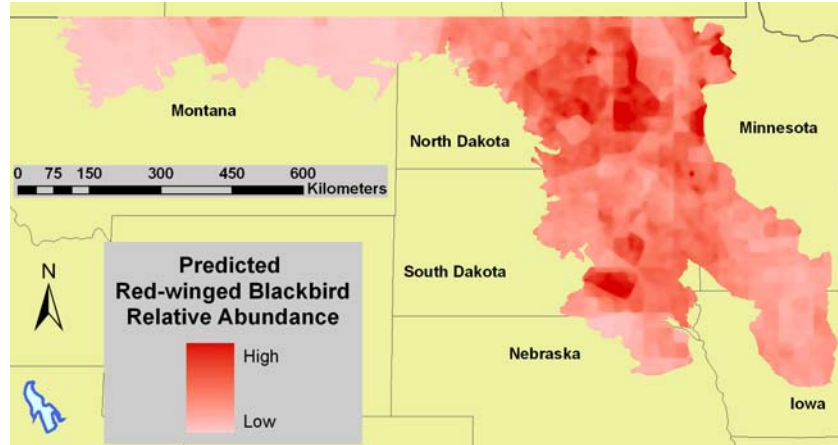 Montana
North Dakota
Minnesota
0 75 150 300 450 600
Kilometers
South Dakota
N
Predicted
Red-winged Blackbird
Relative Abundance
High
Low
Nebraska
Iowa